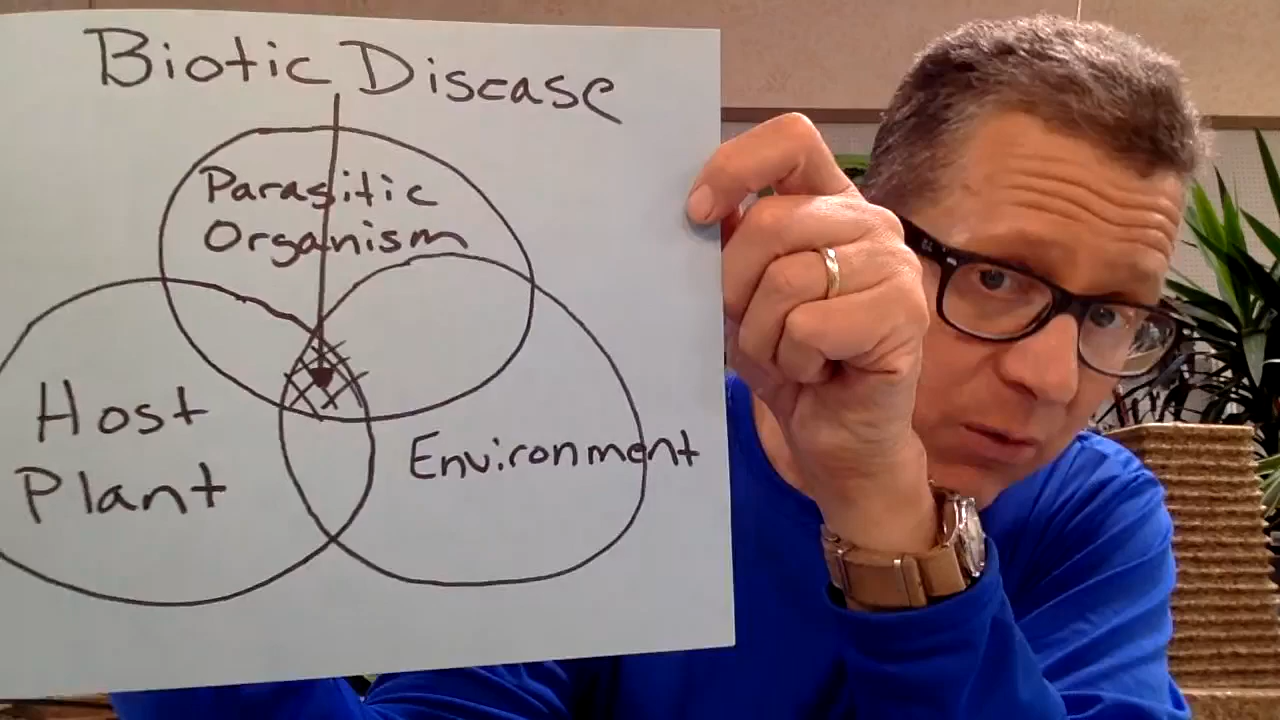 Biotic Disease
Parasitic
Organism
Host
Plant
Environment